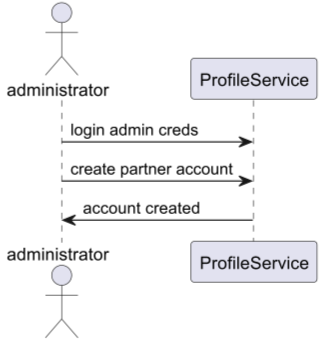 administrator
ProfileService
login admin creds
create partner account
account created
administrator
ProfileService